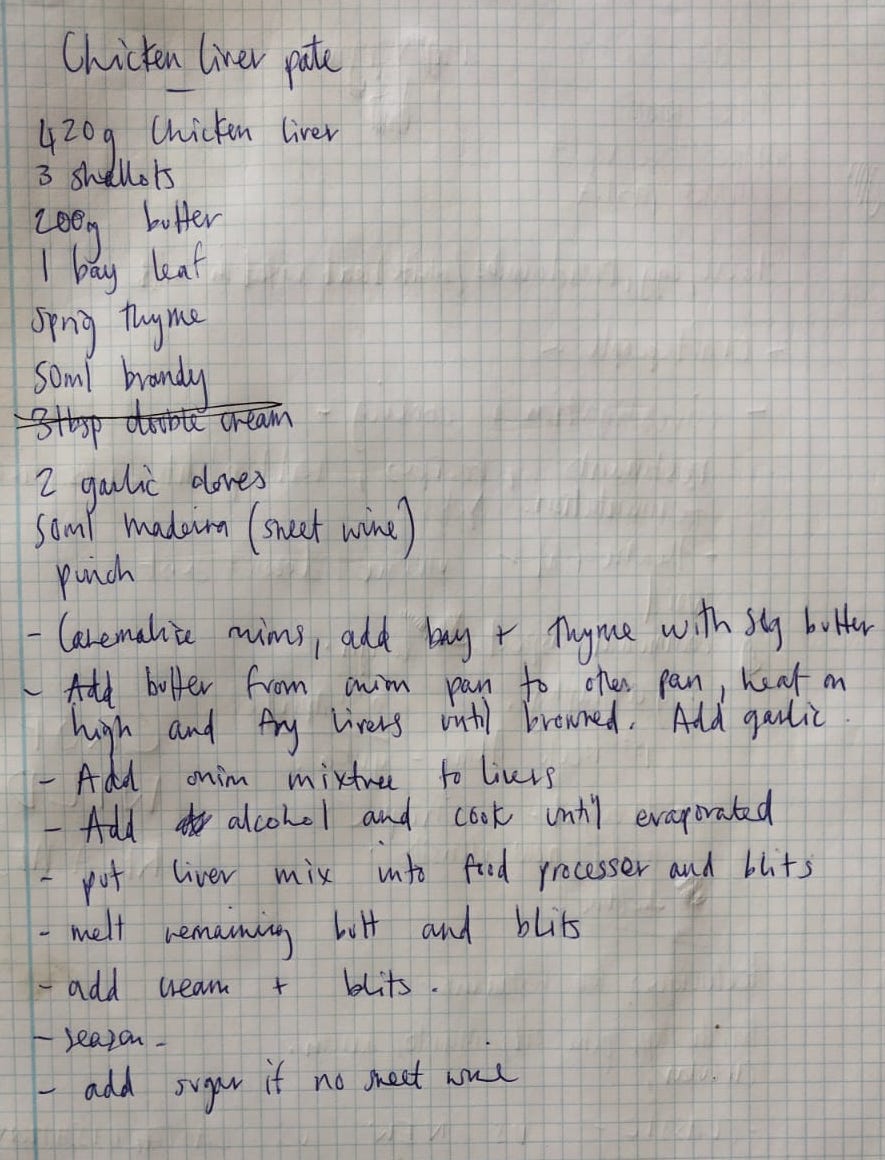 Chicken liver pate
420g Chicken liver
3 shallots
200g butter
1 bay leaf
sprig thyme
50ml brandy
3tbsp double cream
2 garlic cloves
50ml madeira (sweet wine)
pinch
- Caremalize onions, add bay + thyme with butter
- Add butter from onion pan to other pan, heat on
high and fry livers until browned. Add garlic.
- Add onion mixtree to livers
- Add alcohol and cook until evaporated
- put liver mix into food processer and blits
- melt remaining butt and blits
- add cream + blits.
- season -
- add sugar if no sweet wine